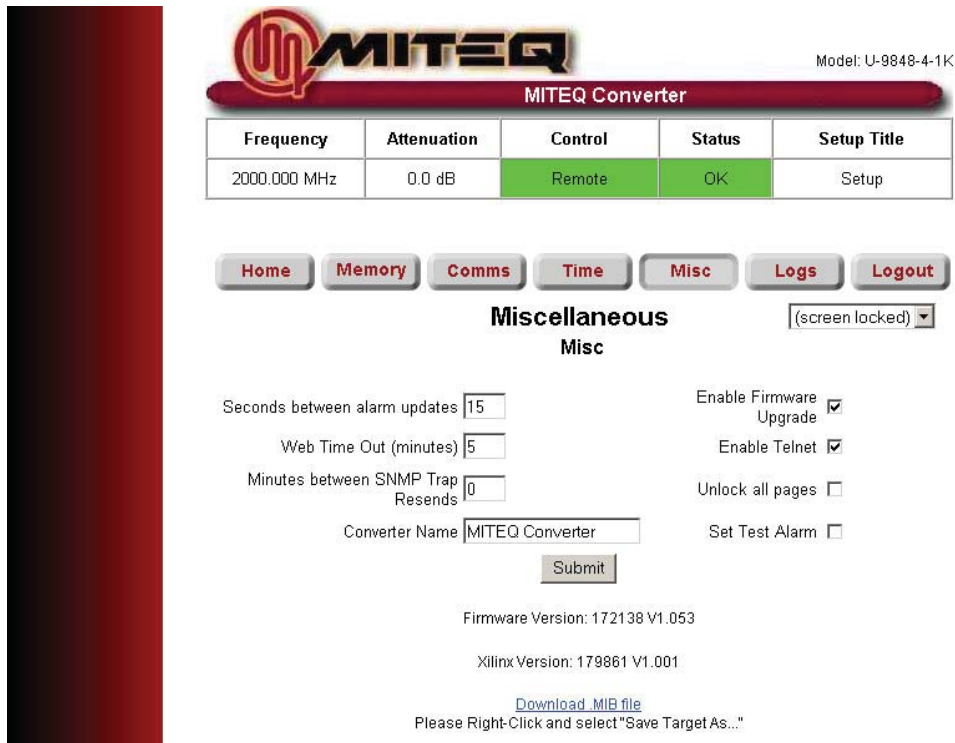 MITEQ
Model: U-9848-4-1K
MITEQ Converter
Frequency Attenuation Control Status Setup Title
2000.000 MHz 0.0 dB Remote OK Setup
Home Memory Comms Time Misc Logs Logout
Miscellaneous
(screen locked)
Misc
Seconds between alarm updates 15
Enable Firmware
Upgrade
Web Time Out (minutes) 5
Enable Telnet
Minutes between SNMP Trap
Resends 0
Unlock all pages
Converter Name MITEQ Converter
Set Test Alarm
Submit
Firmware Version: 172138 V1.053
Xilinx Version: 179861 V1.001
Download .MIB file
Please Right-Click and select "Save Target As..."